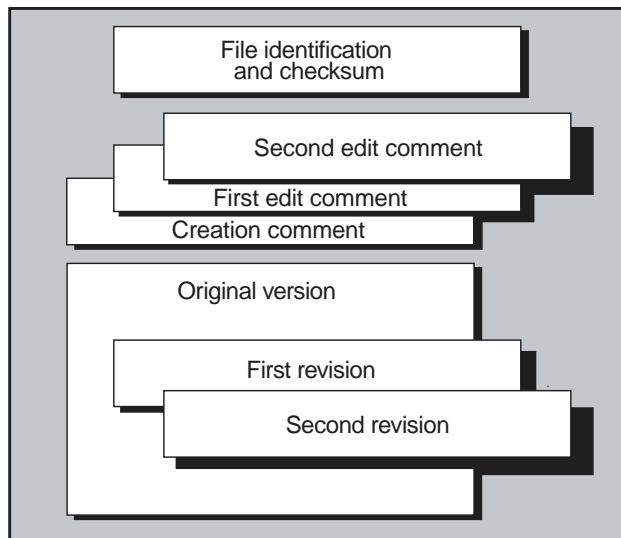 File identification
and checksum
Second edit comment
First edit comment
Creation comment
Original version
First revision
Second revision